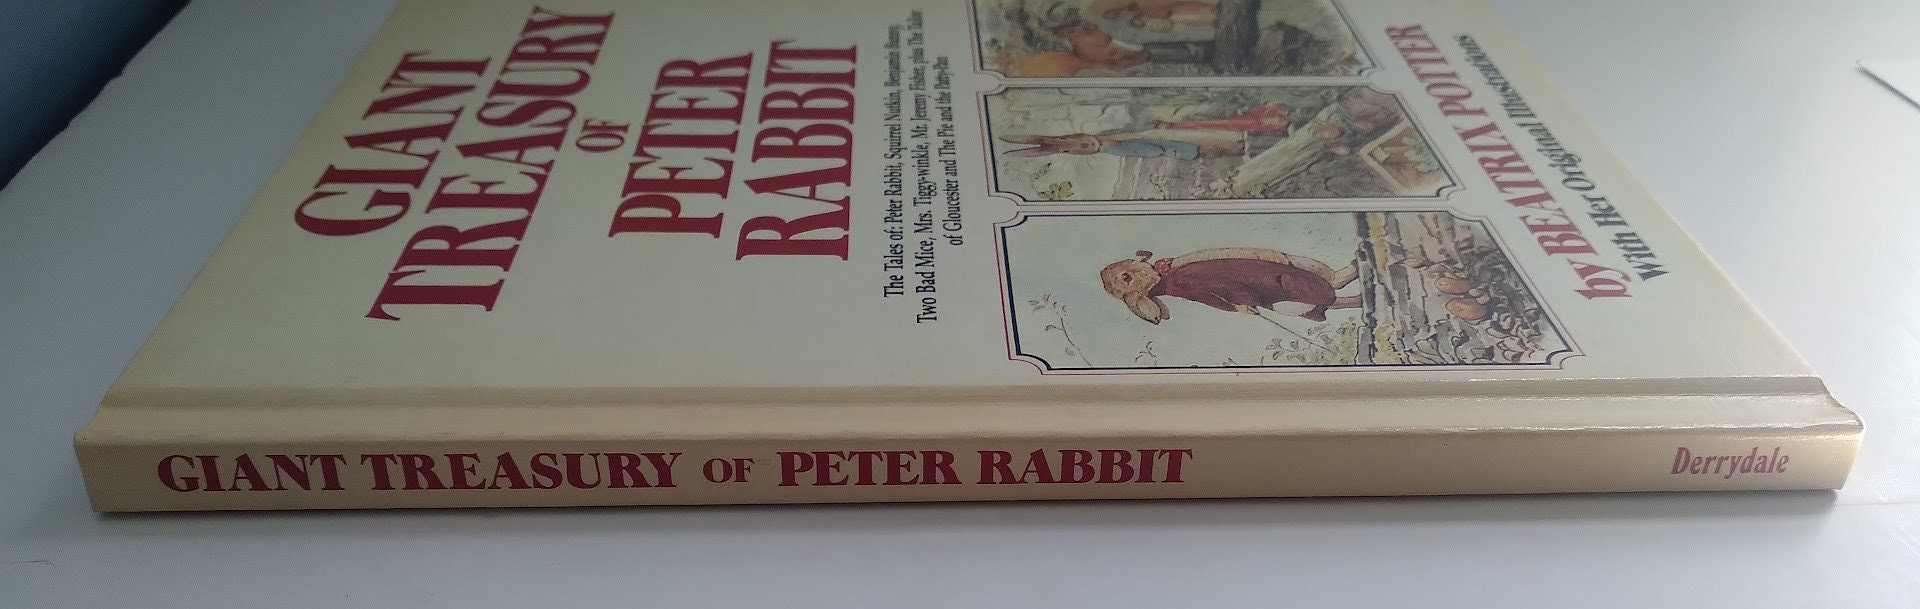 GIANT
TREASURY
OF
PETER
RABBIT
The Tales of: Peter Rabbit, Squirrel Nutkin, Benjamin Bunny,
Two Bad Mice, Mrs. Tiggy-winkle, Mr. Jeremy Fisher, plus The Tailor
of Gloucester and The Pie and the Patty-Pan
by BEATRIX POTTER
With Her Original Illustrations
GIANT TREASURY OF PETER RABBIT
Derrydale